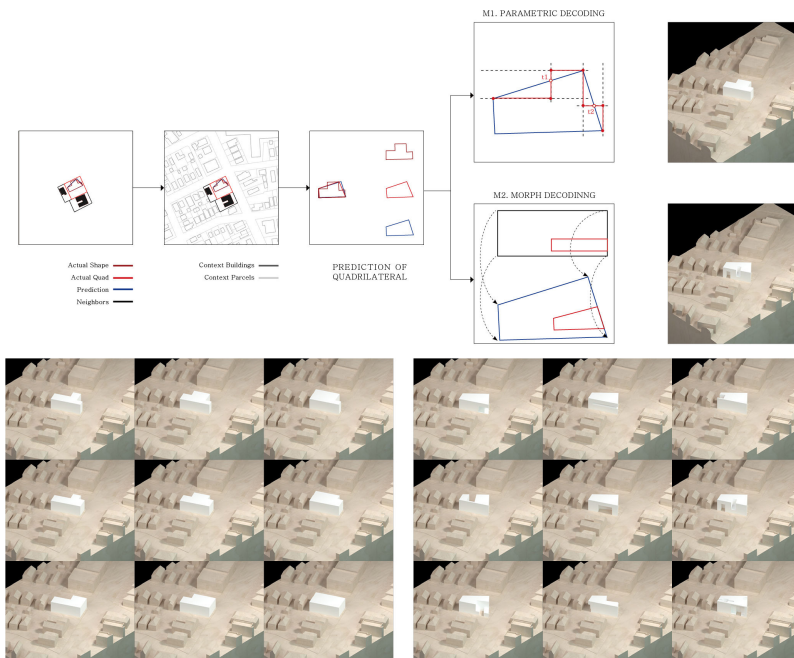 M1. PARAMETRIC DECODING
t1
t2
M2. MORPH DECODINNG
Actual Shape
Actual Quad
Prediction
Neighbors
Context Buildings
Context Parcels
PREDICTION OF
QUADRILATERAL